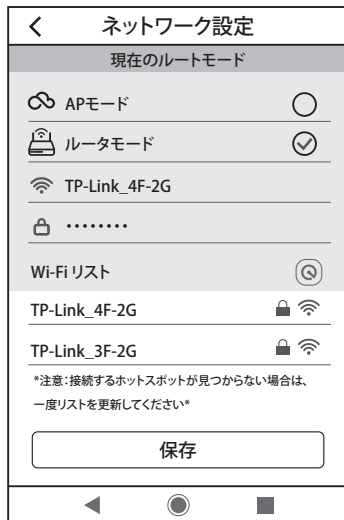 ネットワーク設定
現在のルートモード
APモード
ルータモード
TP-Link_4F-2G
········
Wi-Fi リスト
TP-Link_4F-2G
TP-Link_3F-2G
*注意：接続するホットスポットが見つからない場合は、
一度リストを更新してください*
保存